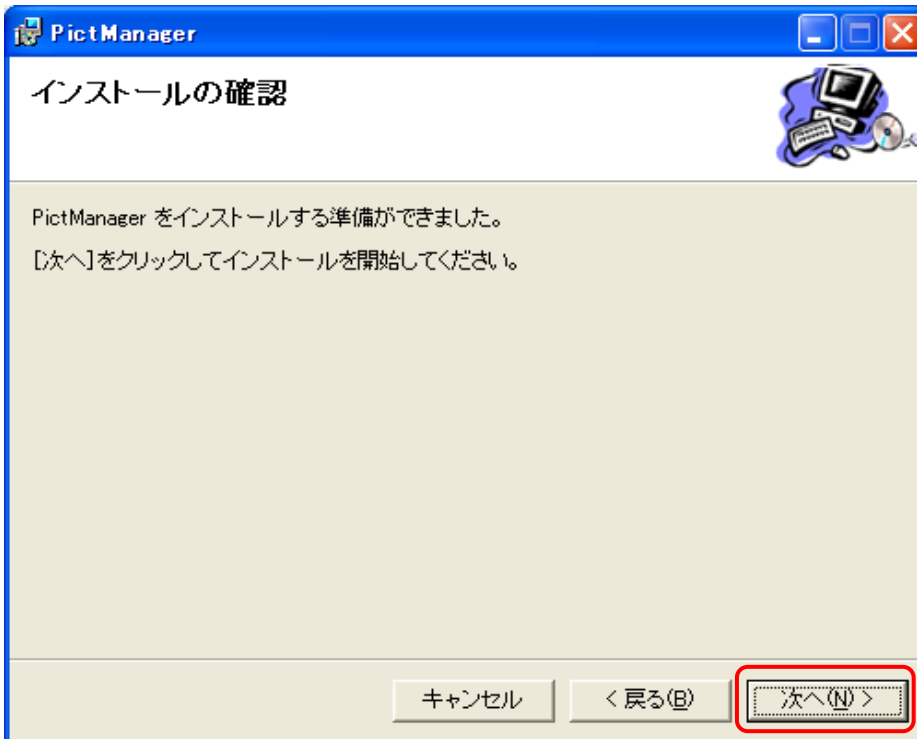 PictManager
インストールの確認
PictManager をインストールする準備ができました。
[次へ]をクリックしてインストールを開始してください。
キャンセル
< 戻る(B)
次へ(N) >